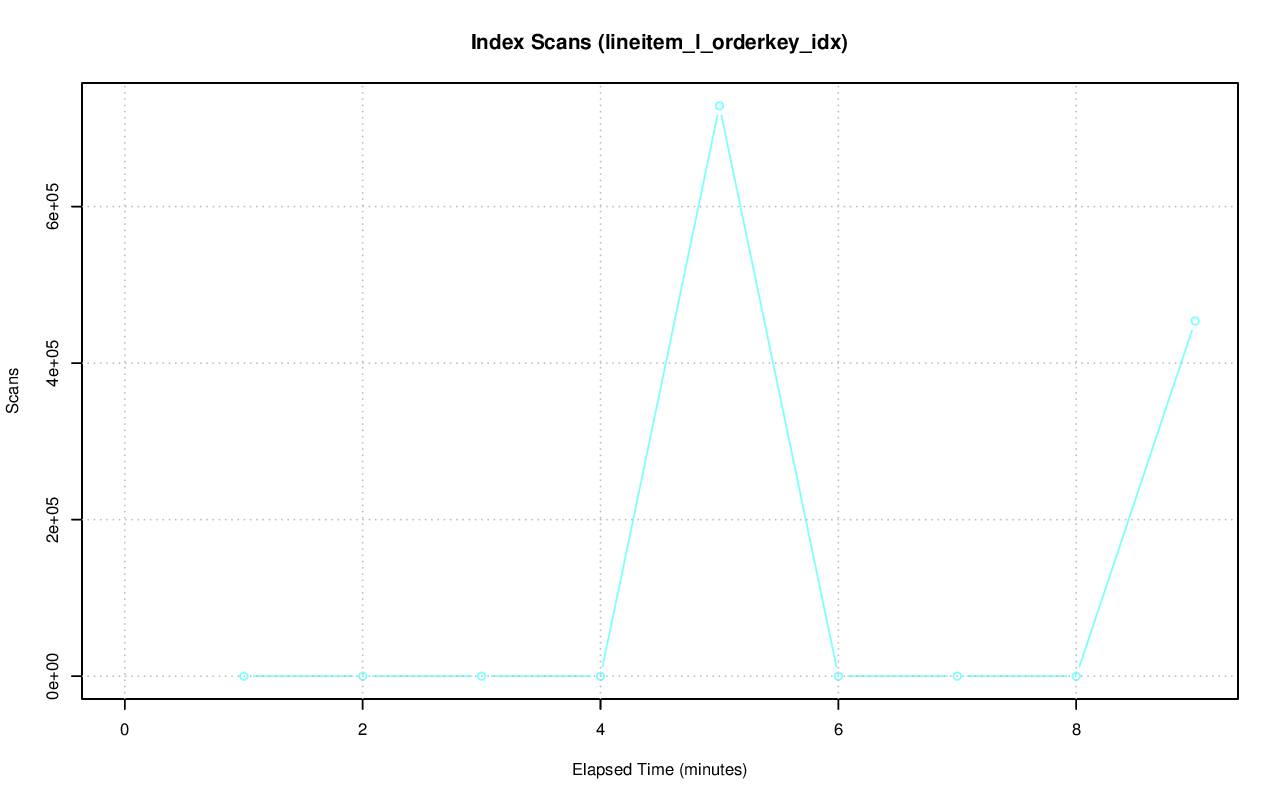 Index Scans (lineitem_l_orderkey_idx)
Scans
6e+05
4e+05
2e+05
0e+00
0 2 4 6 8
Elapsed Time (minutes)